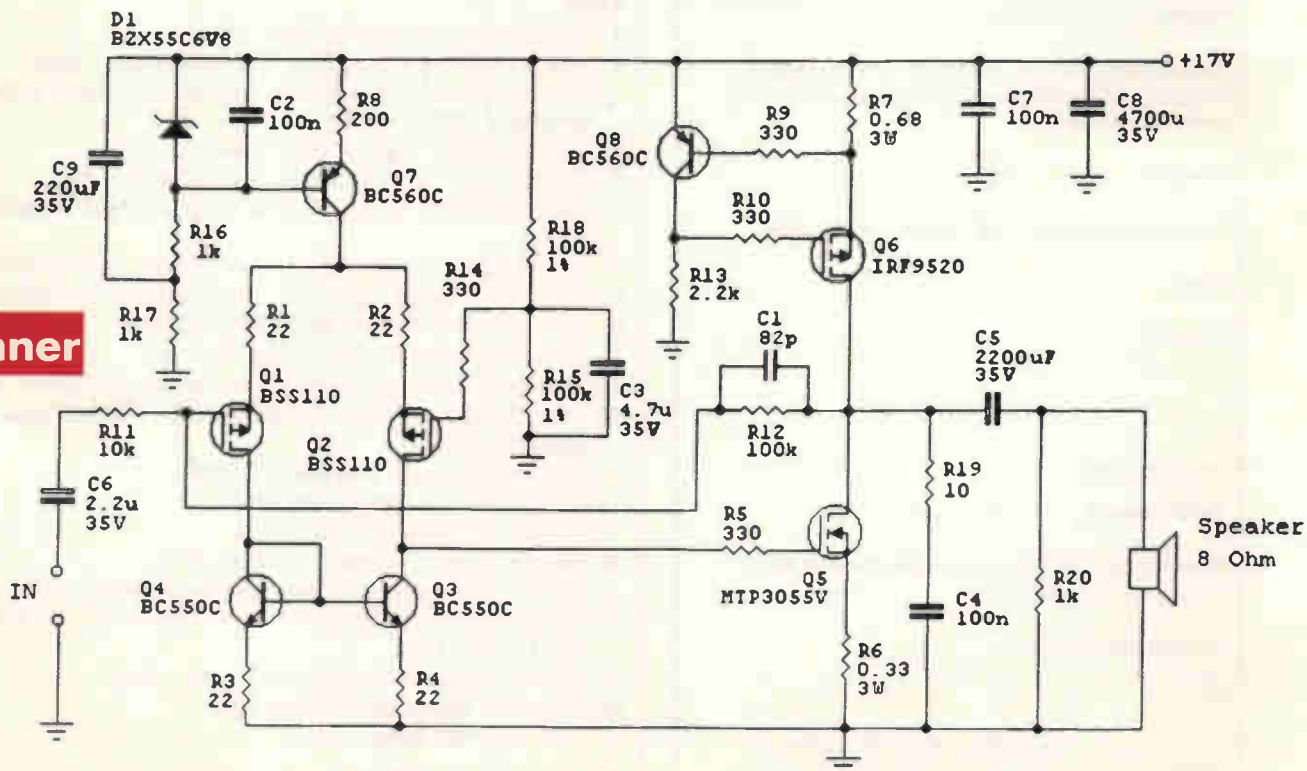 D1
BZX55C6V8
+17V
C2
100n
R8
200
R9
330
R7
0.68
3W
C7
100n
C8
4700u
35V
Q8
BC560C
C9
220uF
35V
Q7
BC560C
R10
330
R16
1k
R18
100k
1%
Q6
IRF9520
R14
330
R13
2.2k
R17
1k
R1
22
R2
22
C1
82p
C5
2200uF
35V
nner
Q1
BSS110
R15
100k
1%
C3
4.7u
35V
R11
10k
Q2
BSS110
R12
100k
R19
10
C6
2.2u
35V
R5
330
Speaker
8 Ohm
IN
Q4
BC550C
Q3
BC550C
Q5
MTP3055V
C4
100n
R20
1k
R3
22
R4
22
R6
0.33
3W